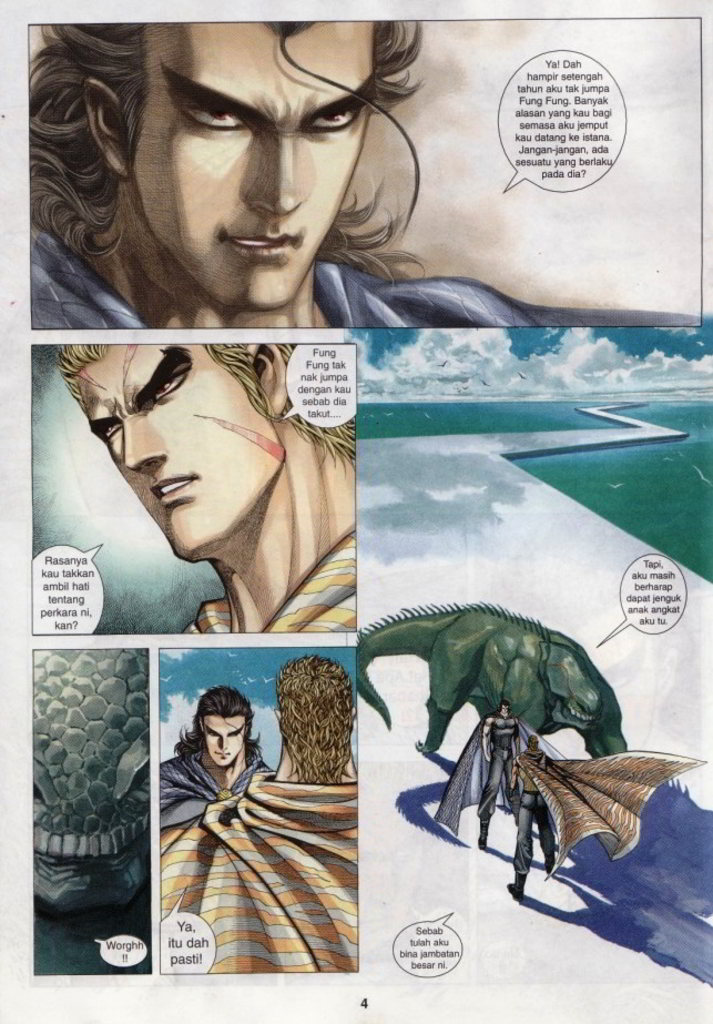 Ya! Dah
hampir setengah
tahun aku tak jumpa
Fung Fung. Banyak
alasan yang kau bagi
semasa aku jemput
kau datang ke istana.
Jangan-jangan, ada
sesuatu yang berlaku
pada dia?
Fung
Fung tak
nak jumpa
dengan kau
sebab dia
takut....
Rasanya
kau takkan
ambil hati
tentang
perkara ni,
kan?
Tapi,
aku masih
berharap
dapat jenguk
anak angkat
aku tu.
Worghh
!!
Ya,
itu dah
pasti!
Sebab
tulah aku
bina jambatan
besar ni.
4